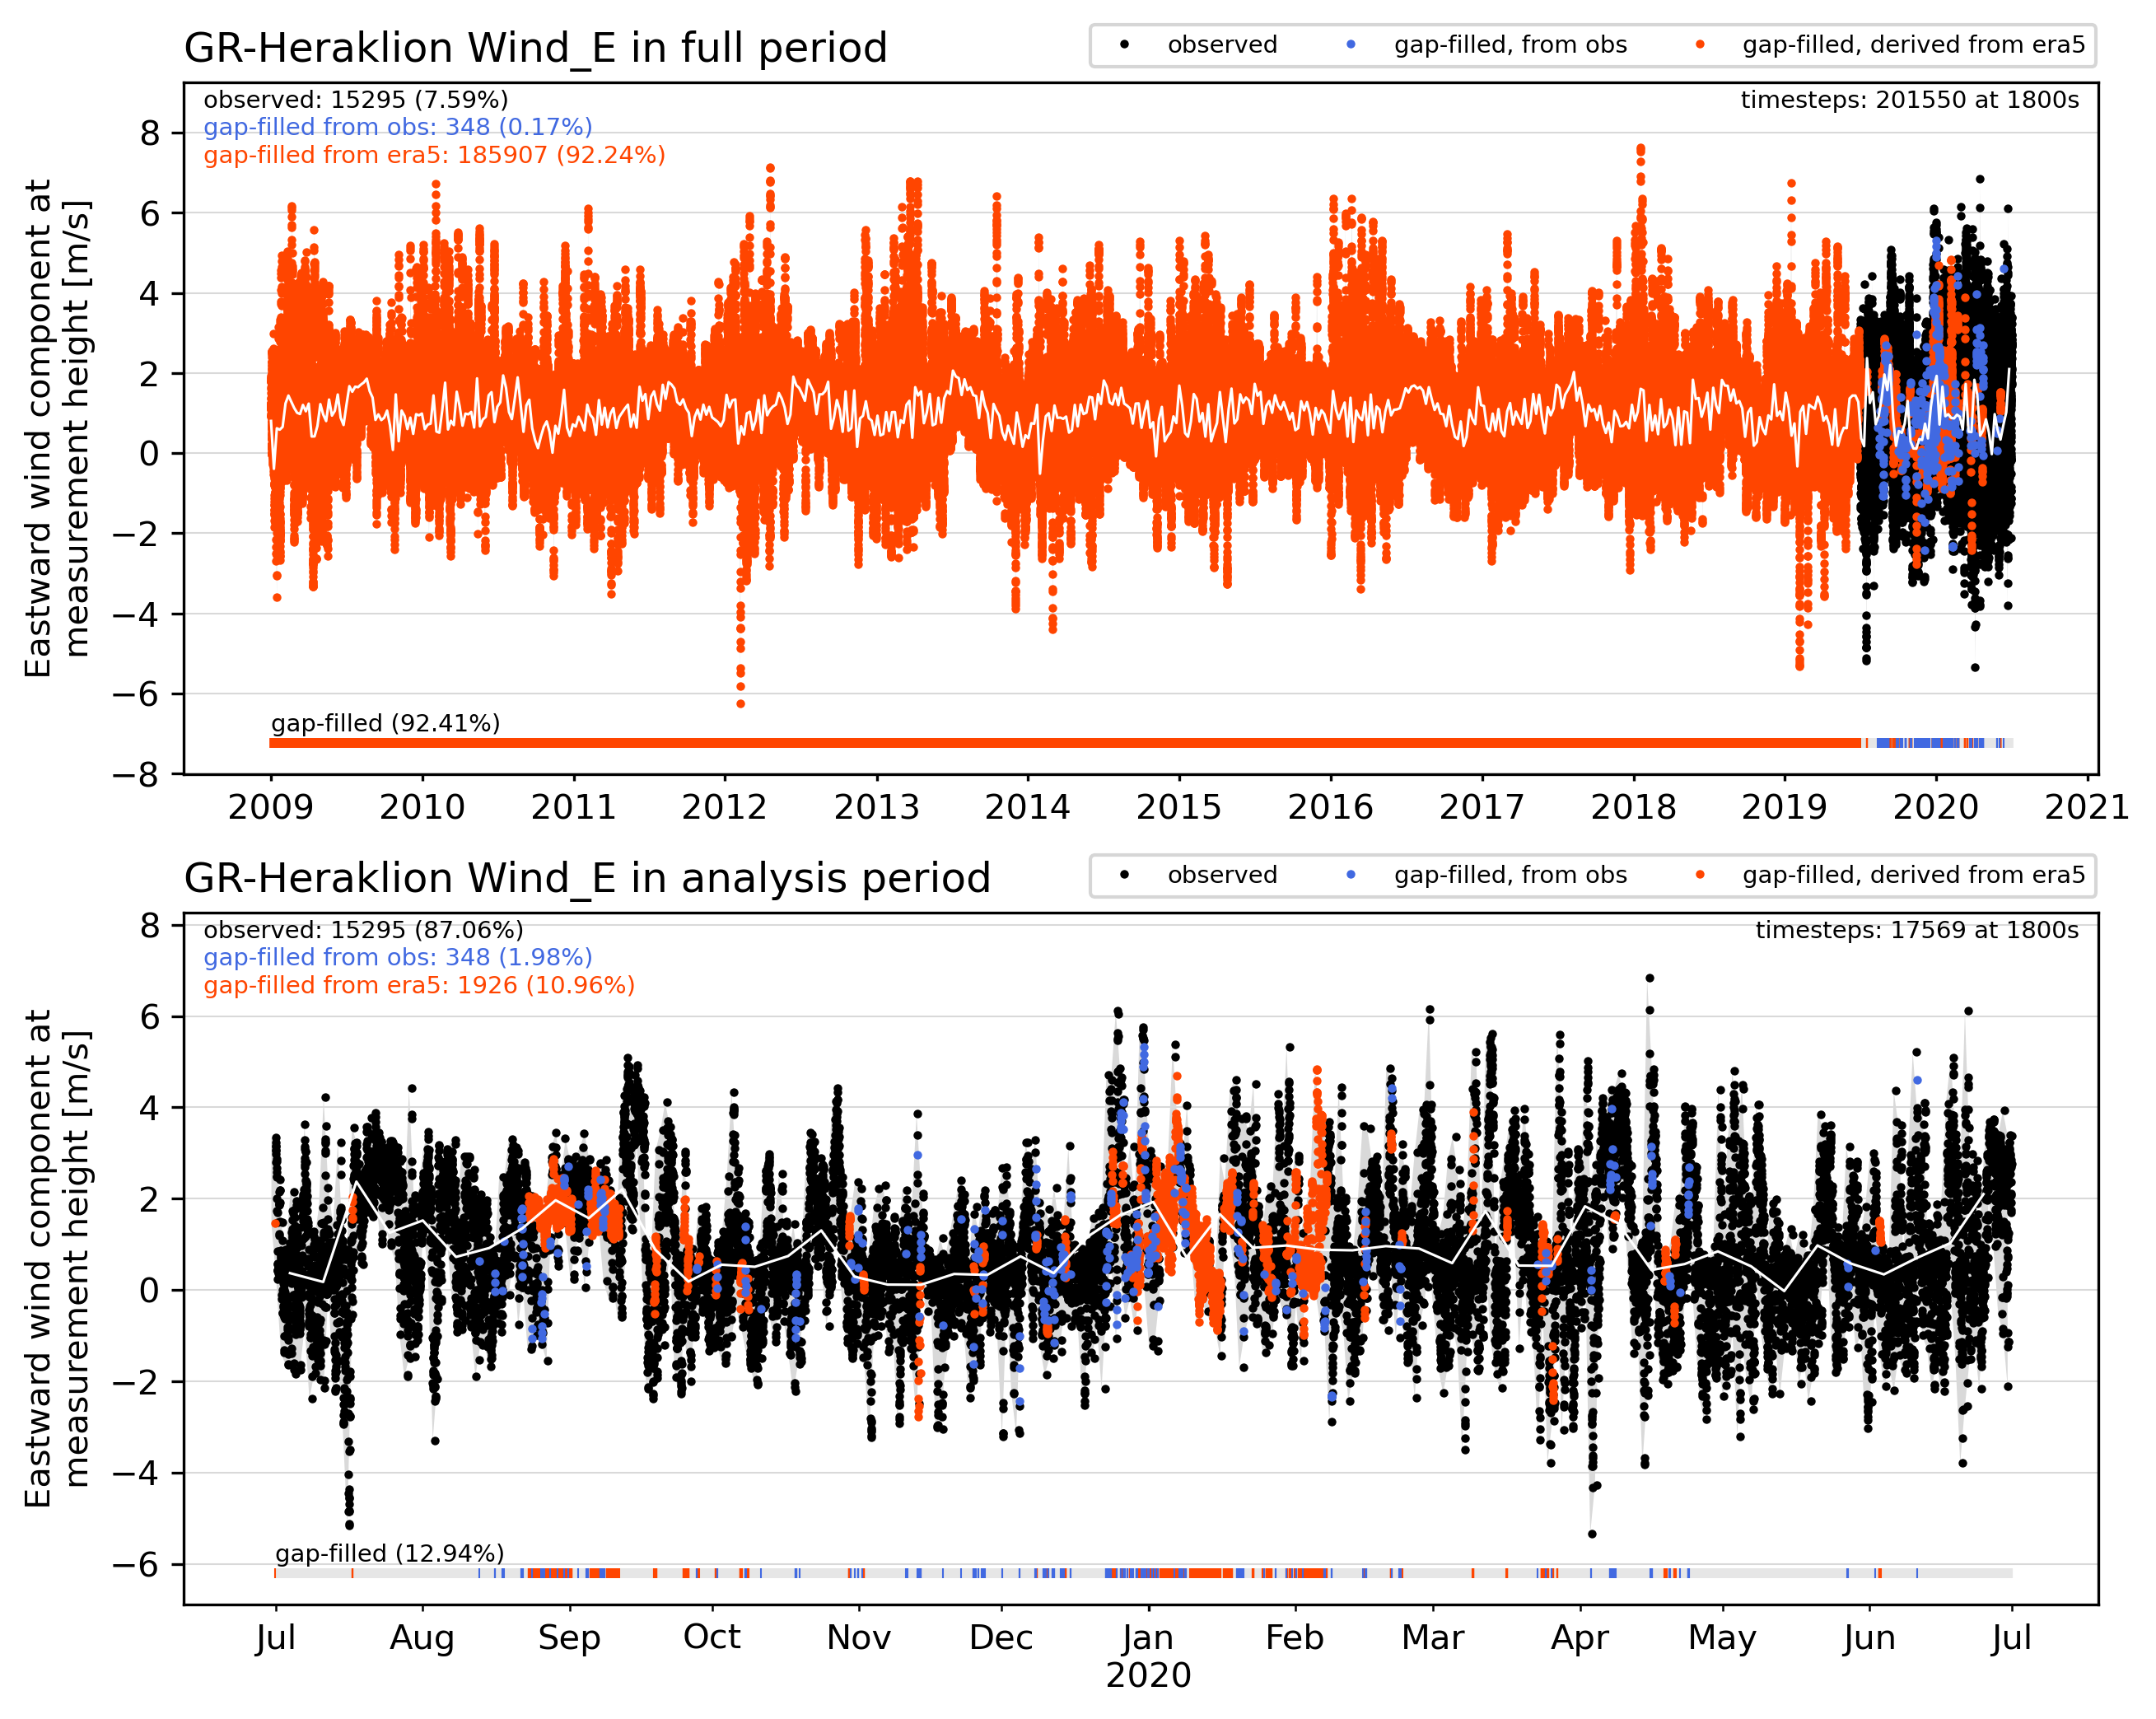 GR-Heraklion Wind_E in full period
observed
gap-filled, from obs
gap-filled, derived from era5
observed: 15295 (7.59%)
gap-filled from obs: 348 (0.17%)
gap-filled from era5: 185907 (92.24%)
timesteps: 201550 at 1800s
Eastward wind component at
measurement height [m/s]
8
6
4
2
0
−2
−4
−6
−8
gap-filled (92.41%)
2009 2010 2011 2012 2013 2014 2015 2016 2017 2018 2019 2020 2021
GR-Heraklion Wind_E in analysis period
observed
gap-filled, from obs
gap-filled, derived from era5
observed: 15295 (87.06%)
gap-filled from obs: 348 (1.98%)
gap-filled from era5: 1926 (10.96%)
timesteps: 17569 at 1800s
Eastward wind component at
measurement height [m/s]
8
6
4
2
0
−2
−4
−6
gap-filled (12.94%)
Jul Aug Sep Oct Nov Dec Jan Feb Mar Apr May Jun Jul
2020